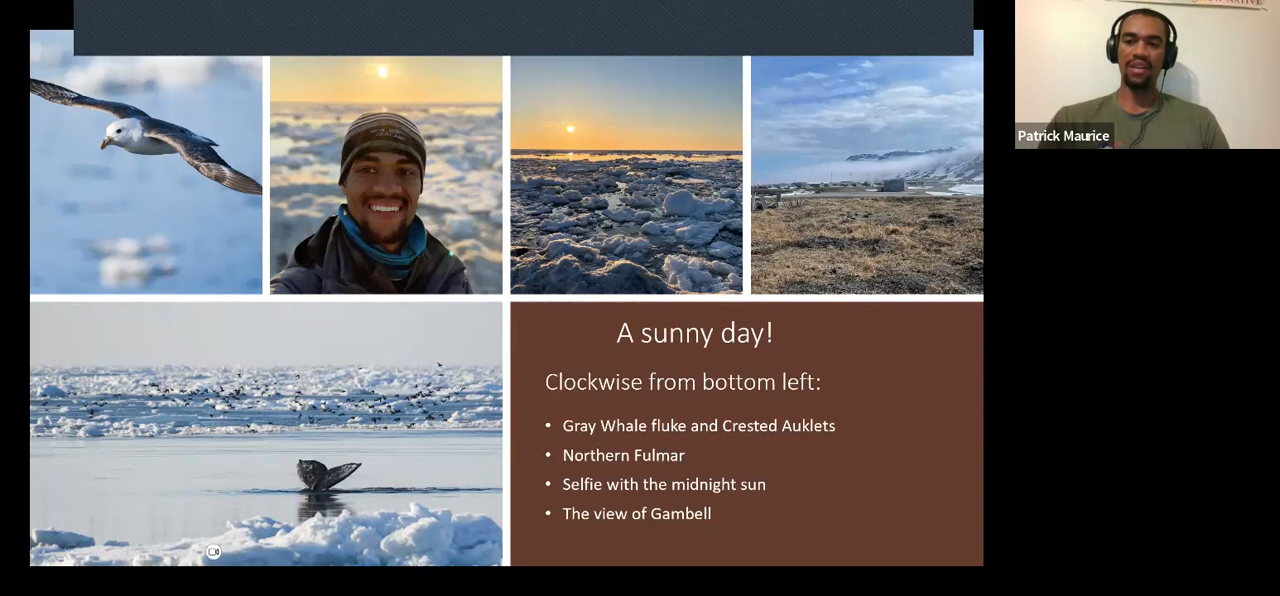 A sunny day!
Clockwise from bottom left:
• Gray Whale fluke and Crested Auklets
• Northern Fulmar
• Selfie with the midnight sun
• The view of Gambell
Patrick Maurice